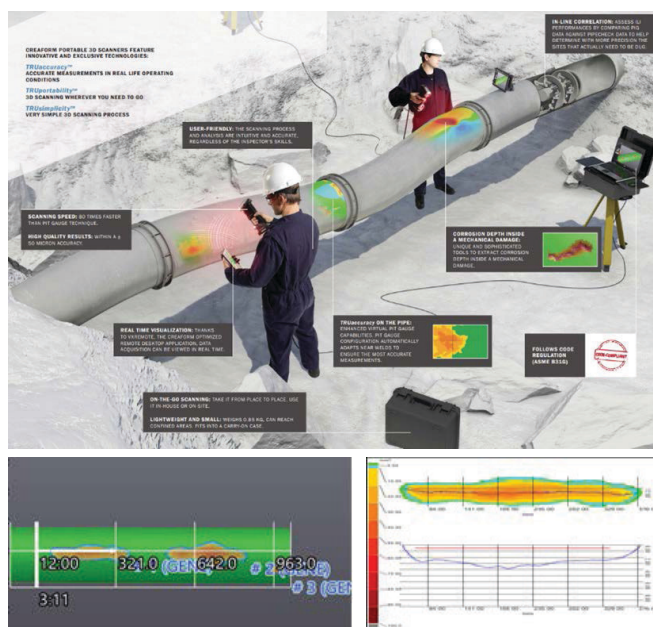 CREAFORM PORTABLE 3D SCANNERS FEATURE
INNOVATIVE AND EXCLUSIVE TECHNOLOGIES:
TRUaccuracy™
ACCURATE MEASUREMENTS IN REAL LIFE OPERATING
CONDITIONS
TRUportability™
3D SCANNING WHEREVER YOU NEED TO GO
TRUsimplicity™
VERY SIMPLE 3D SCANNING PROCESS
IN-LINE CORRELATION: ASSESS ILI
PERFORMANCES BY COMPARING PIG
DATA AGAINST PIPECHECK DATA TO HELP
DETERMINE WITH MORE PRECISION THE
SITES THAT ACTUALLY NEED TO BE DUG.
USER-FRIENDLY: THE SCANNING PROCESS
AND ANALYSIS ARE INTUITIVE AND ACCURATE,
REGARDLESS OF THE INSPECTOR'S SKILLS.
SCANNING SPEED: 80 TIMES FASTER
THAN PIT GAUGE TECHNIQUE.
HIGH QUALITY RESULTS: WITHIN A
50 MICRON ACCURACY
CORROSION DEPTH INSIDE
A MECHANICAL DAMAGE:
UNIQUE AND SOPHISTICATED
TOOLS TO EXTRACT CORROSION
DEPTH INSIDE A MECHANICAL
DAMAGE.
REAL TIME VISUALIZATION: THANKS
TO VXREMOTE, THE CREAFORM OPTIMIZED
REMOTE DESKTOP APPLICATION, DATA
ACQUISITION CAN BE VIEWED IN REAL TIME.
TRUaccuracy ON THE PIPE:
ENHANCED VIRTUAL PIT GAUGE
CAPABILITIES. PIT GAUGE
CONFIGURATION AUTOMATICALLY
ADAPTS NEAR WELDS TO
ENSURE THE MOST ACCURATE
MEASUREMENTS.
FOLLOWS CODE
REGULATION
(ASME B31G)
CODE-COMPLIANT
ON-THE-GO SCANNING: TAKE IT FROM PLACE TO PLACE, USE
IT IN HOUSE OR ON SITE.
LIGHTWEIGHT AND SMALL: WEIGHS 0.85 KG, CAN REACH
CONFINED AREAS. FITS INTO A CARRY-ON CASE.
12:00 321.0 642.0 963.0
(GENE) # 2 (GENE)
# 3 (GENE)
3:11